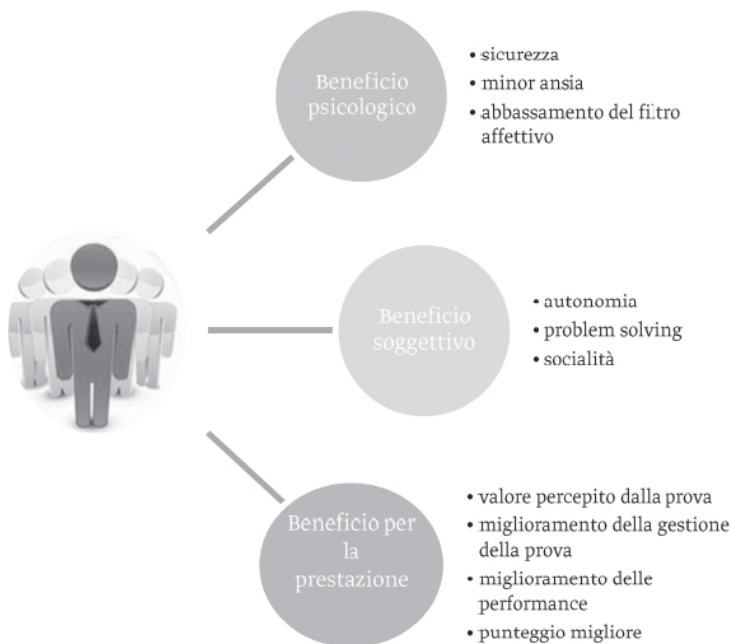 Beneficio
psicologico
• sicurezza
• minor ansia
• abbassamento del filtro
affettivo
Beneficio
soggettivo
• autonomia
• problem solving
• socialità
Beneficio per
la
prestazione
• valore percepito dalla prova
• miglioramento della gestione
della prova
• miglioramento delle
performance
• punteggio migliore